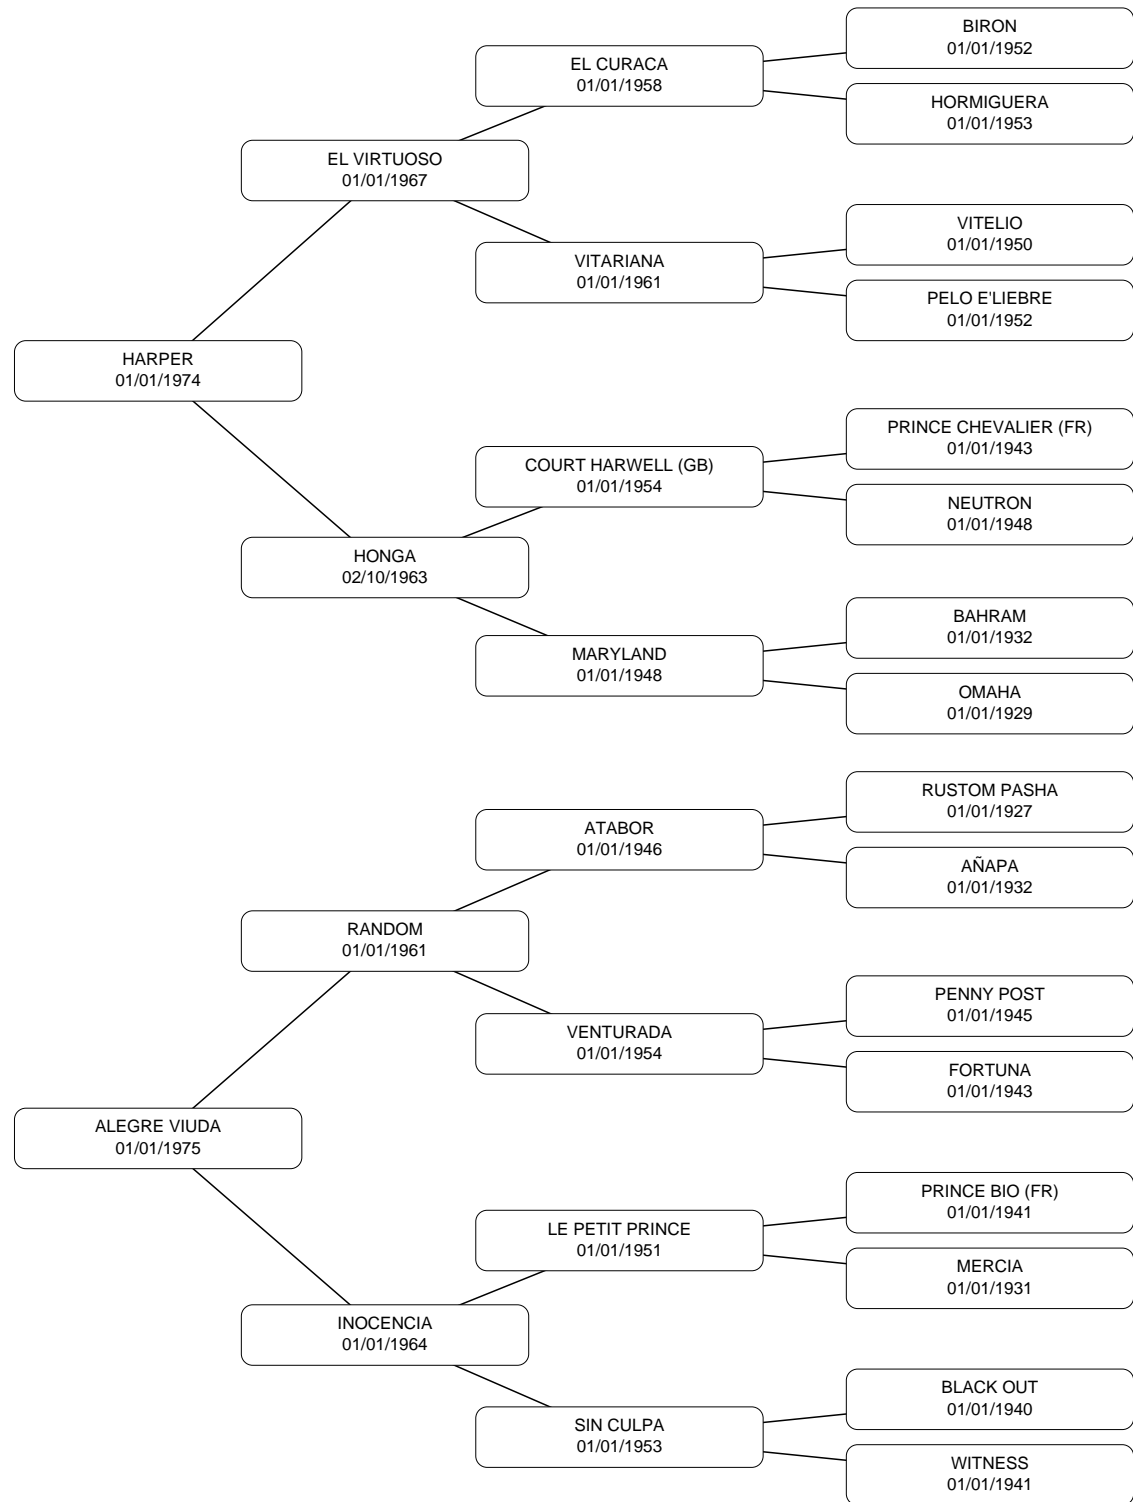 BIRON
01/01/1952
EL CURACA
01/01/1958
HORMIGUERA
01/01/1953
EL VIRTUOSO
01/01/1967
VITELIO
01/01/1950
VITARIANA
01/01/1961
PELO E'LIEBRE
01/01/1952
HARPER
01/01/1974
PRINCE CHEVALIER (FR)
01/01/1943
COURT HARWELL (GB)
01/01/1954
NEUTRON
01/01/1948
HONGA
02/10/1963
BAHRAM
01/01/1932
MARYLAND
01/01/1948
OMAHA
01/01/1929
RUSTOM PASHA
01/01/1927
ATABOR
01/01/1946
AÑAPA
01/01/1932
RANDOM
01/01/1961
PENNY POST
01/01/1945
VENTURADA
01/01/1954
FORTUNA
01/01/1943
ALEGRE VIUDA
01/01/1975
PRINCE BIO (FR)
01/01/1941
LE PETIT PRINCE
01/01/1951
MERCIA
01/01/1931
INOCENCIA
01/01/1964
BLACK OUT
01/01/1940
SIN CULPA
01/01/1953
WITNESS
01/01/1941